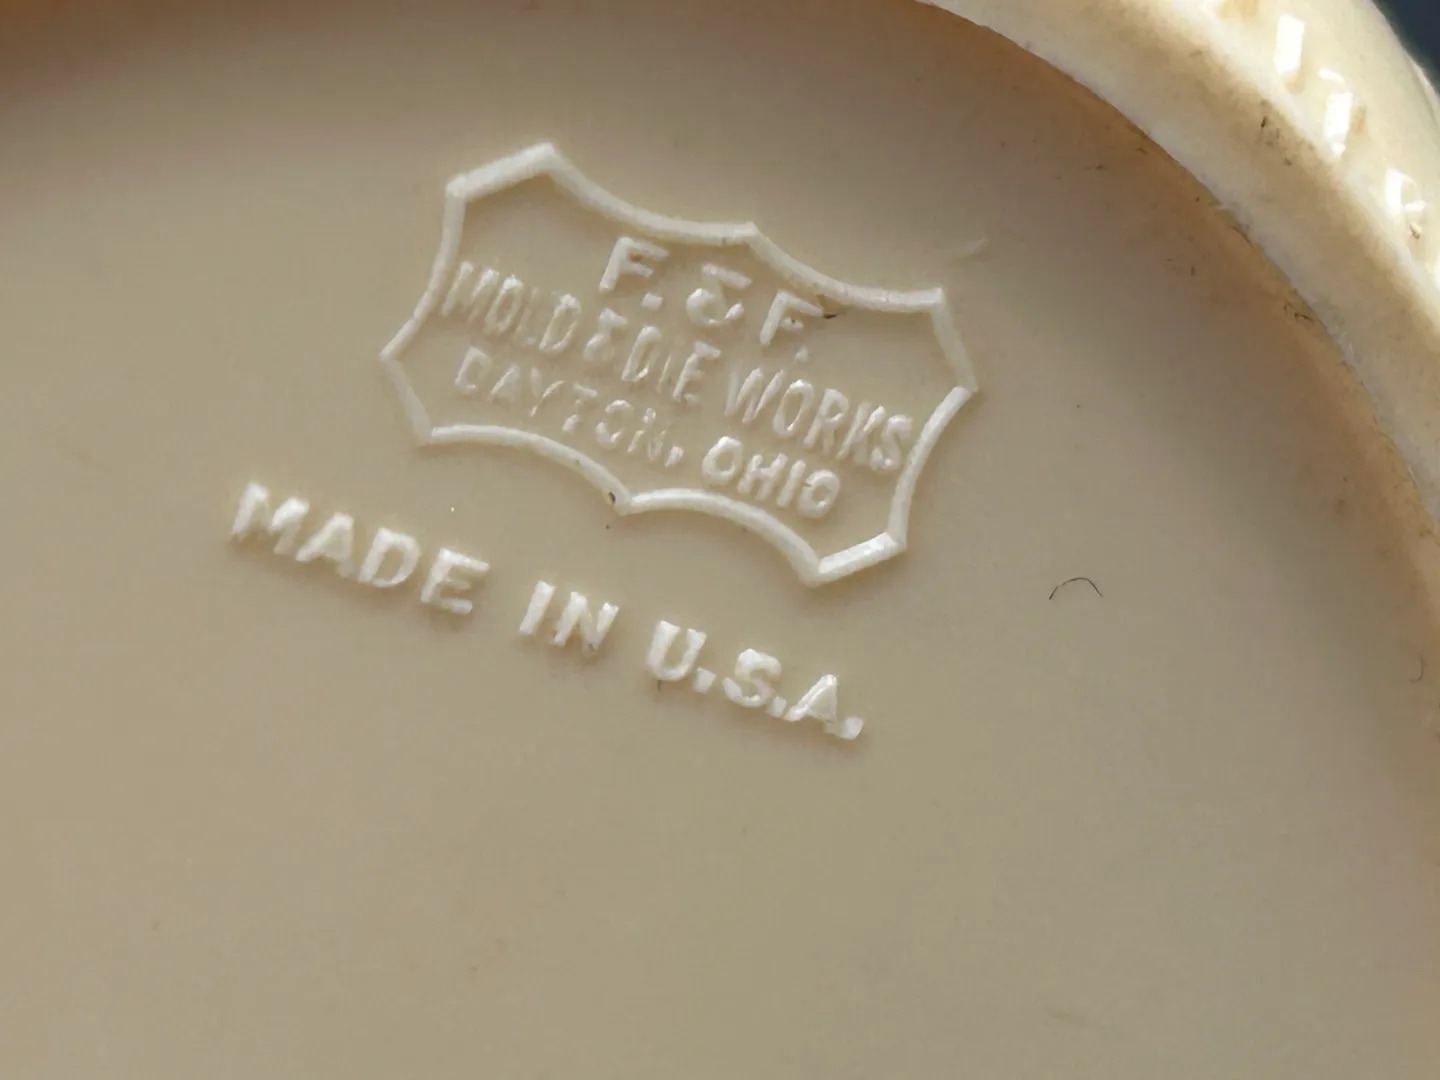 F. & F.
MOLD & DIE WORKS
DAYTON, OHIO
MADE IN U.S.A.